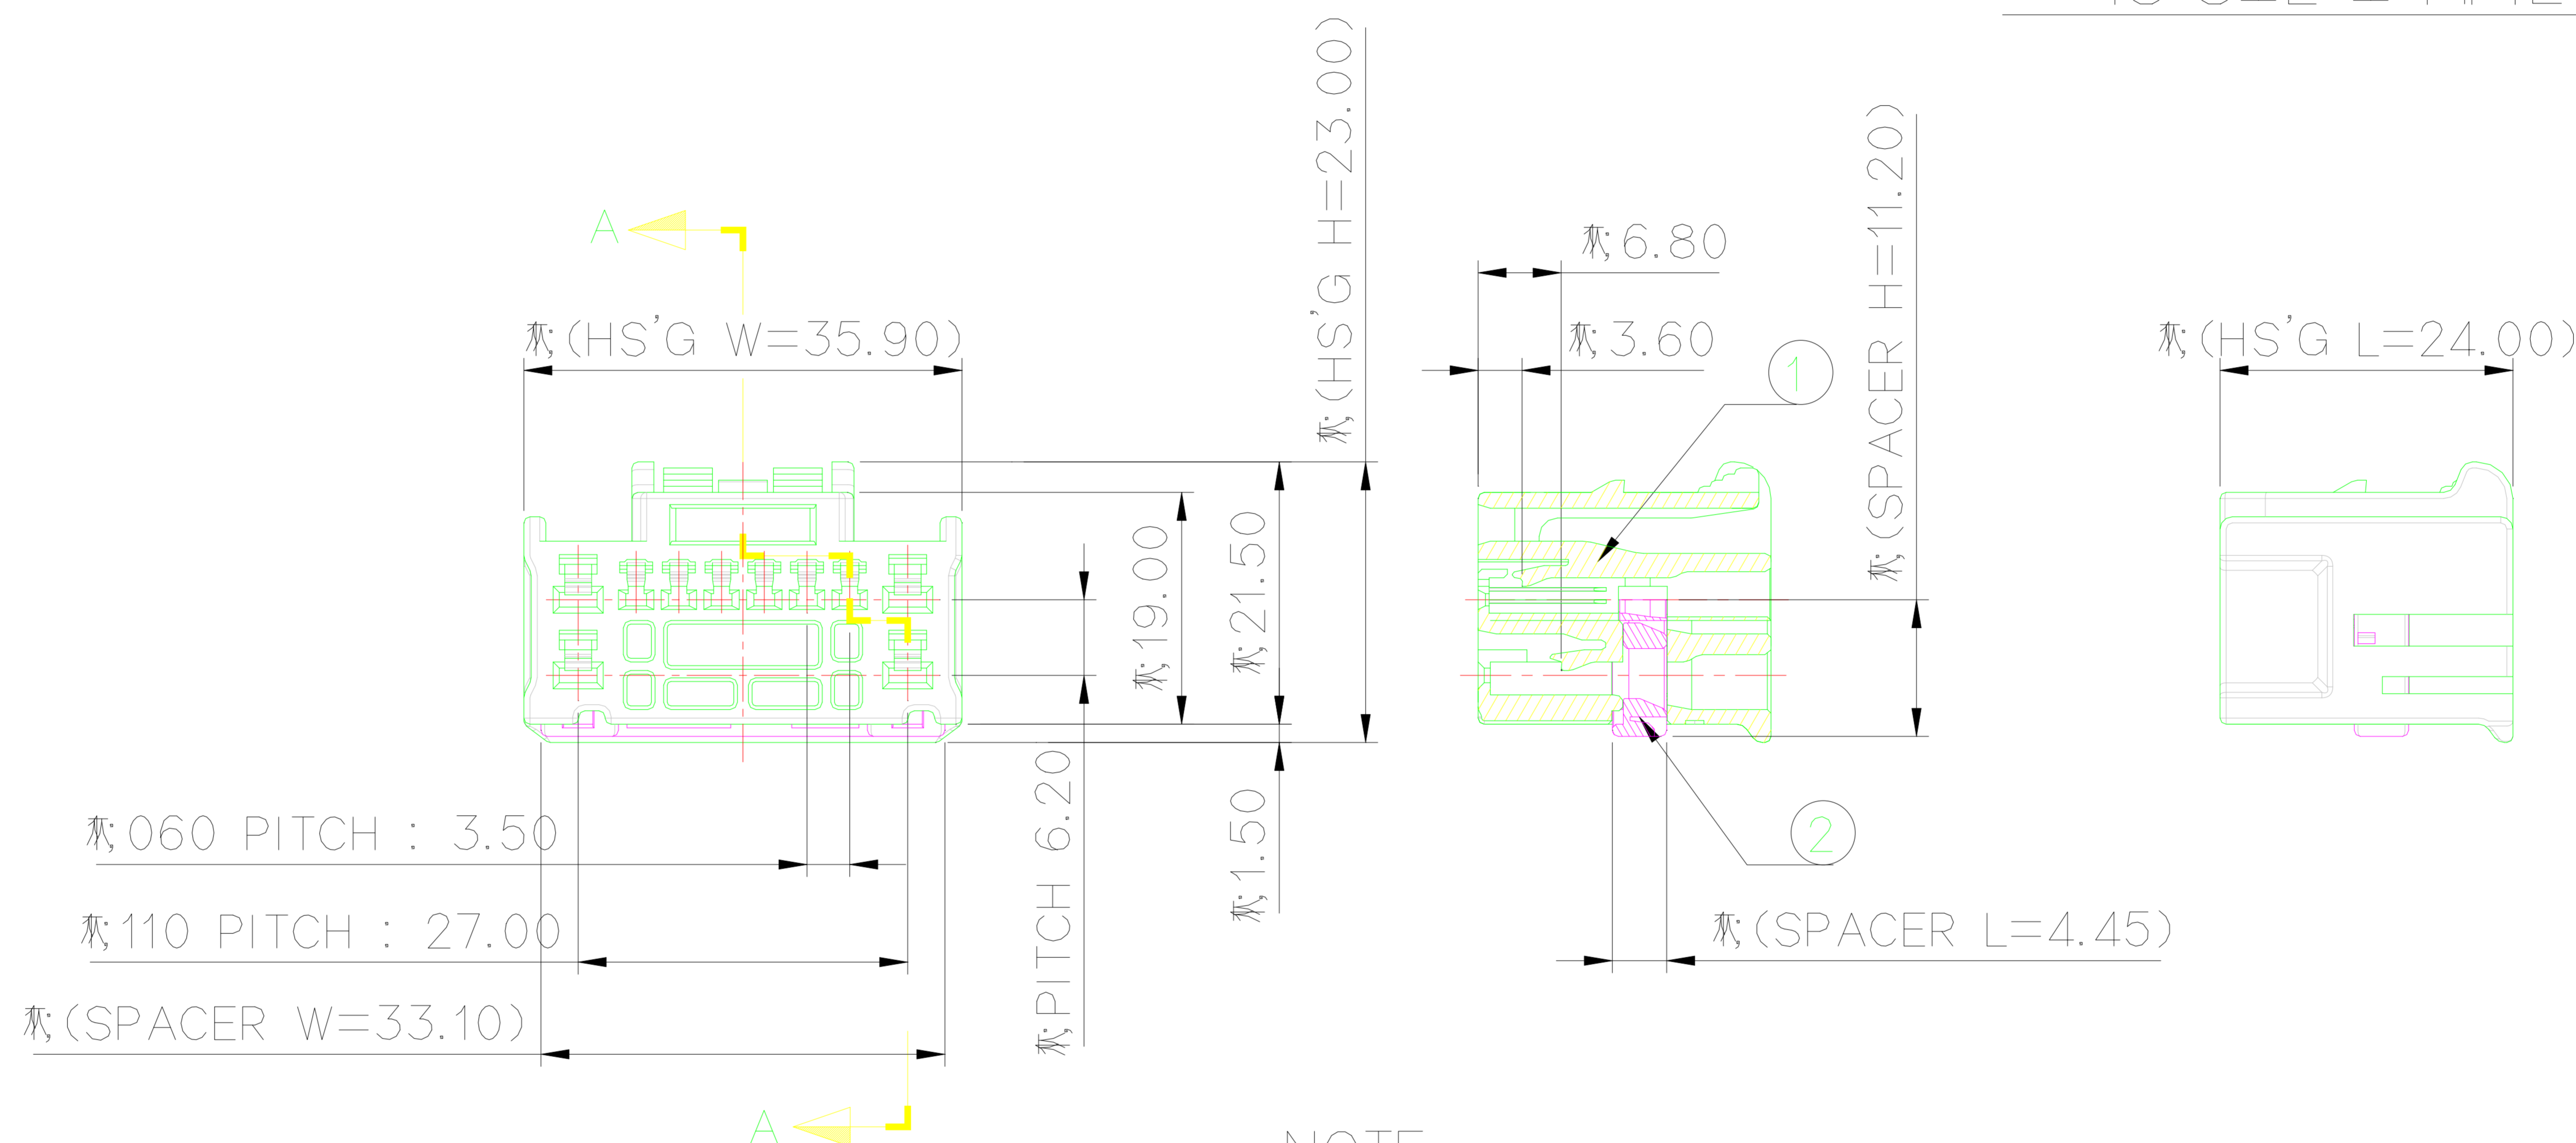 A
(HS'G W=35.90)
(HS'G H=23.00)
6.80
3.60
1
(SPACER H=11.20)
(HS'G L=24.00)
19.00
21.50
1.50
PITCH 6.20
060 PITCH : 3.50
110 PITCH : 27.00
(SPACER W=33.10)
2
(SPACER L=4.45)
A
NOTE